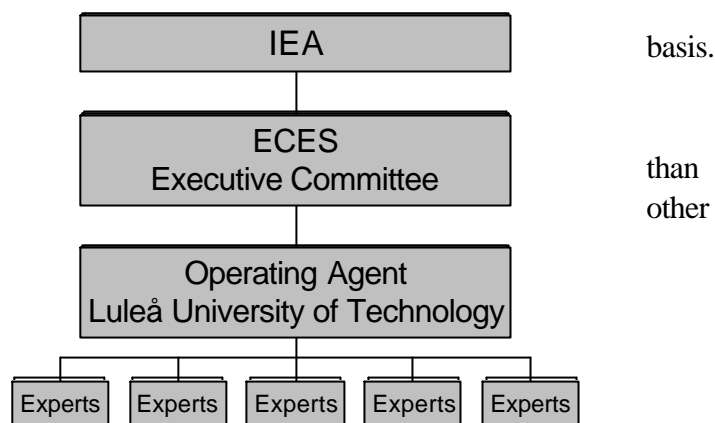 IEA
basis.
ECES
Executive Committee
than
other
Operating Agent
Luleå University of Technology
Experts
Experts
Experts
Experts
Experts